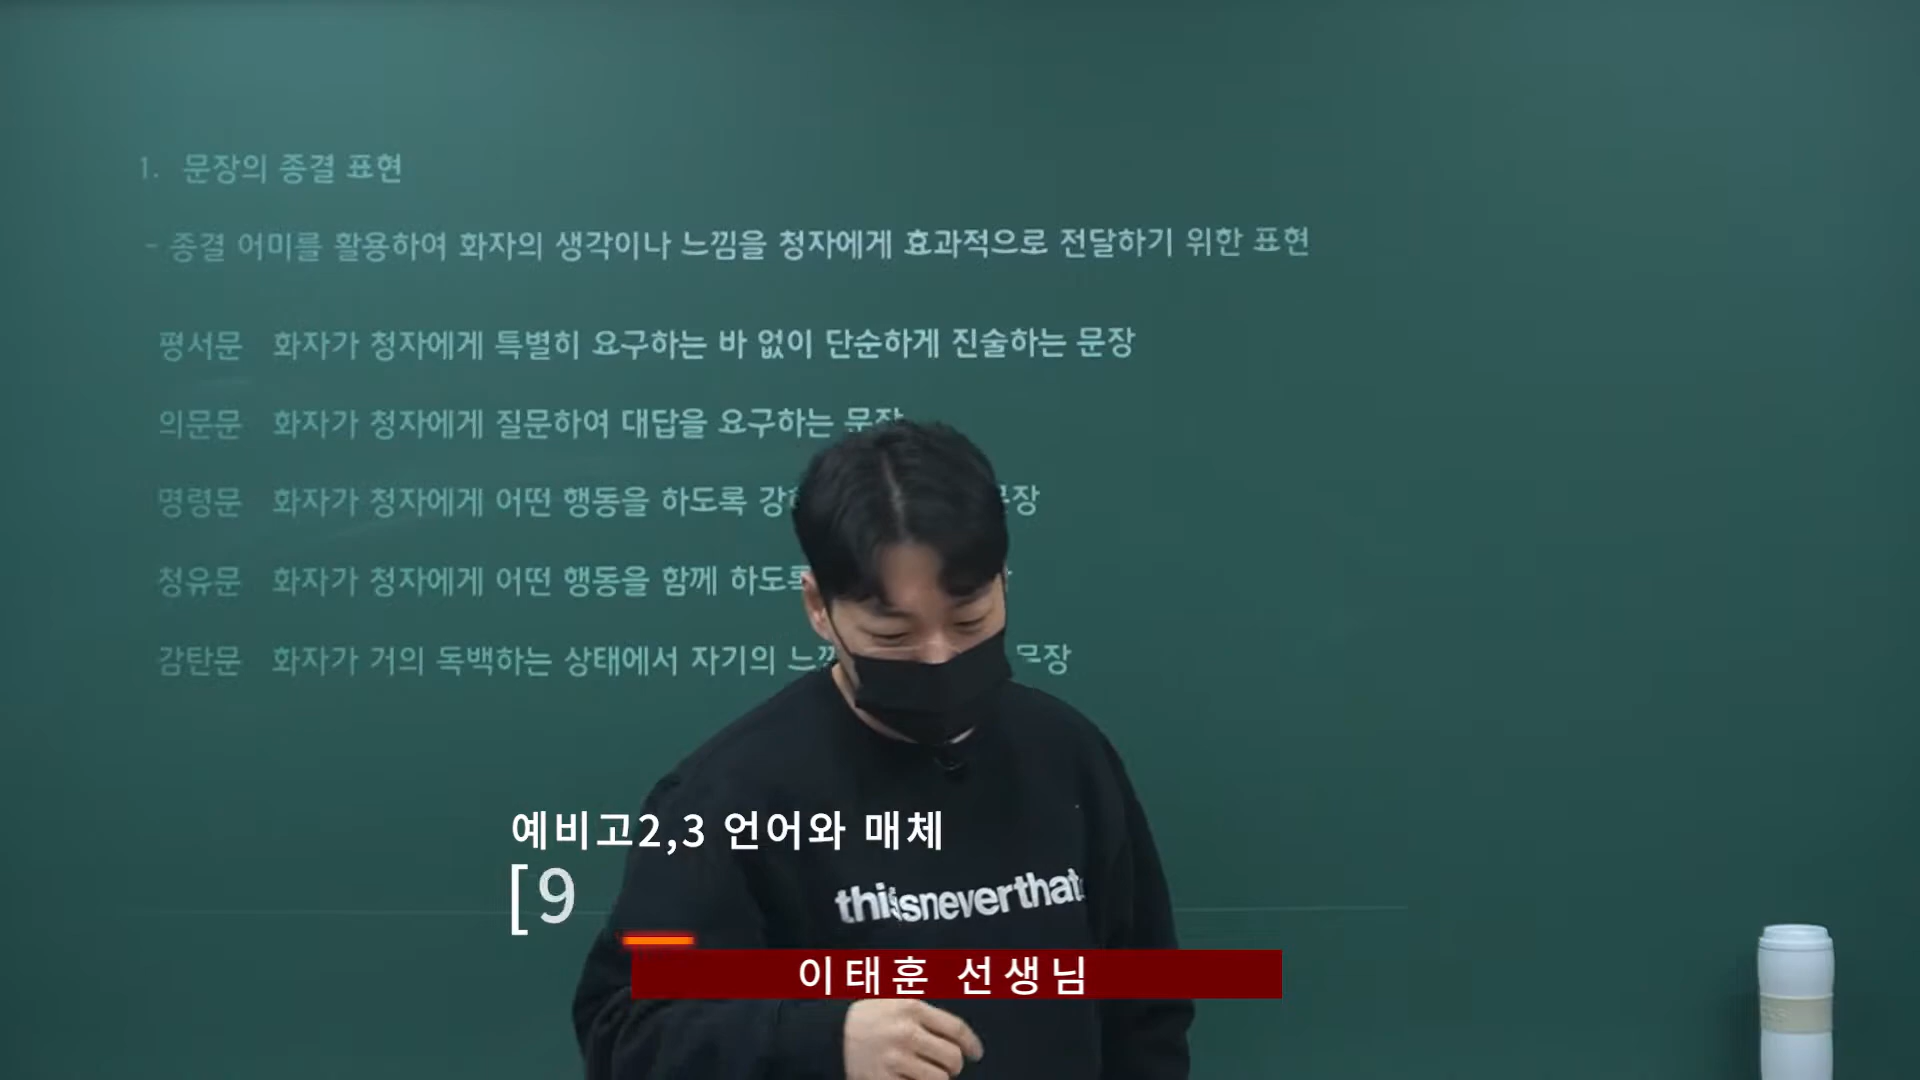 1. 문장의 종결 표현
- 종결 어미를 활용하여 화자의 생각이나 느낌을 청자에게 효과적으로 전달하기 위한 표현
평서문 화자가 청자에게 특별히 요구하는 바 없이 단순하게 진술하는 문장
의문문 화자가 청자에게 질문하여 대답을 요구하는 문장
명령문 화자가 청자에게 어떤 행동을 하도록
청유문 화자가 청자에게 어떤 행동을 함께
감탄문 화자가 거의 독백하는 상태에서 자기의
예비고2,3 언어와 매체
[9
thisisneverthat
이태훈 선생님